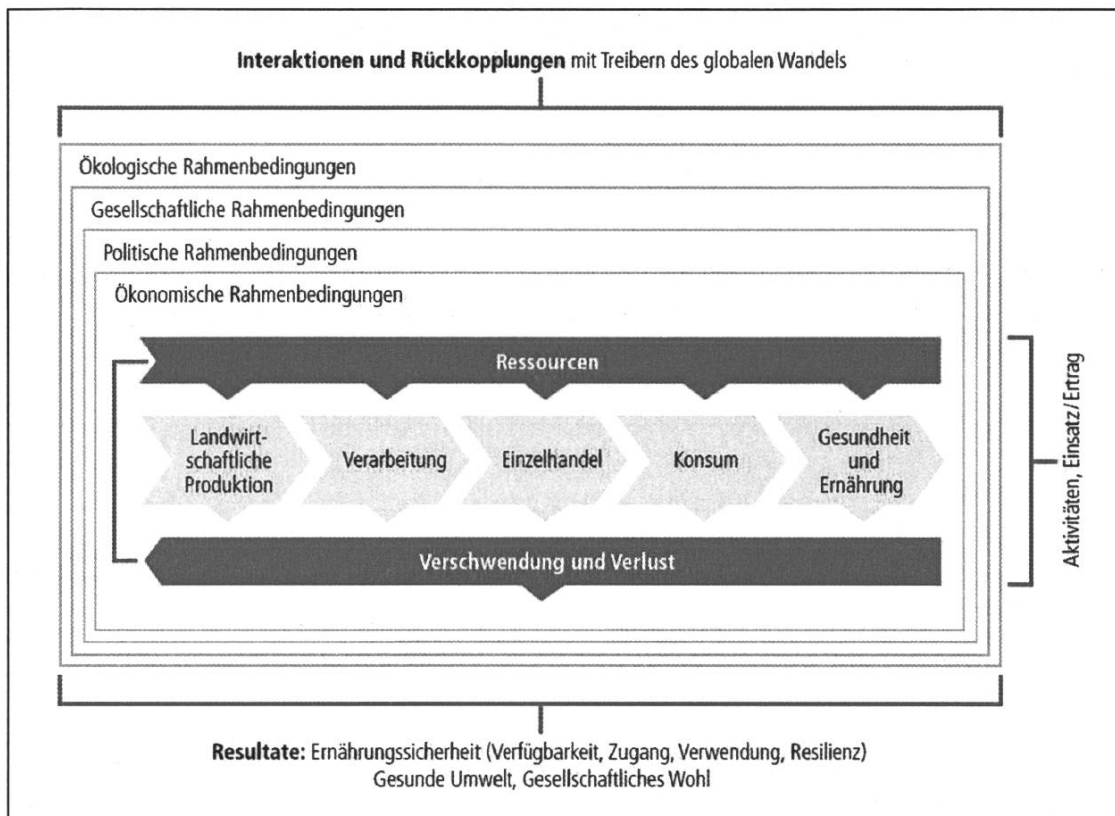 Interaktionen und Rückkopplungen mit Treibern des globalen Wandels
Ökologische Rahmenbedingungen
Gesellschaftliche Rahmenbedingungen
Politische Rahmenbedingungen
Ökonomische Rahmenbedingungen
Ressourcen
Landwirt-
schaftliche
Produktion
Verarbeitung
Einzelhandel
Konsum
Gesundheit
und
Ernährung
Verschwendung und Verlust
Aktivitäten, Einsatz/Ertrag
Resultate: Ernährungssicherheit (Verfügbarkeit, Zugang, Verwendung, Resilienz)
Gesunde Umwelt, Gesellschaftliches Wohl